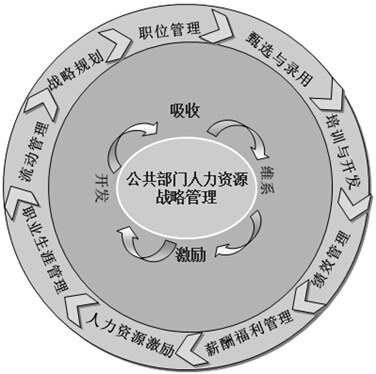 职位管理
甄选与录用
培训与开发
绩效管理
薪酬福利管理
人力资源激励
职业生涯管理
流动管理
战略规划
吸收
维系
激励
开发
公共部门人力资源
战略管理